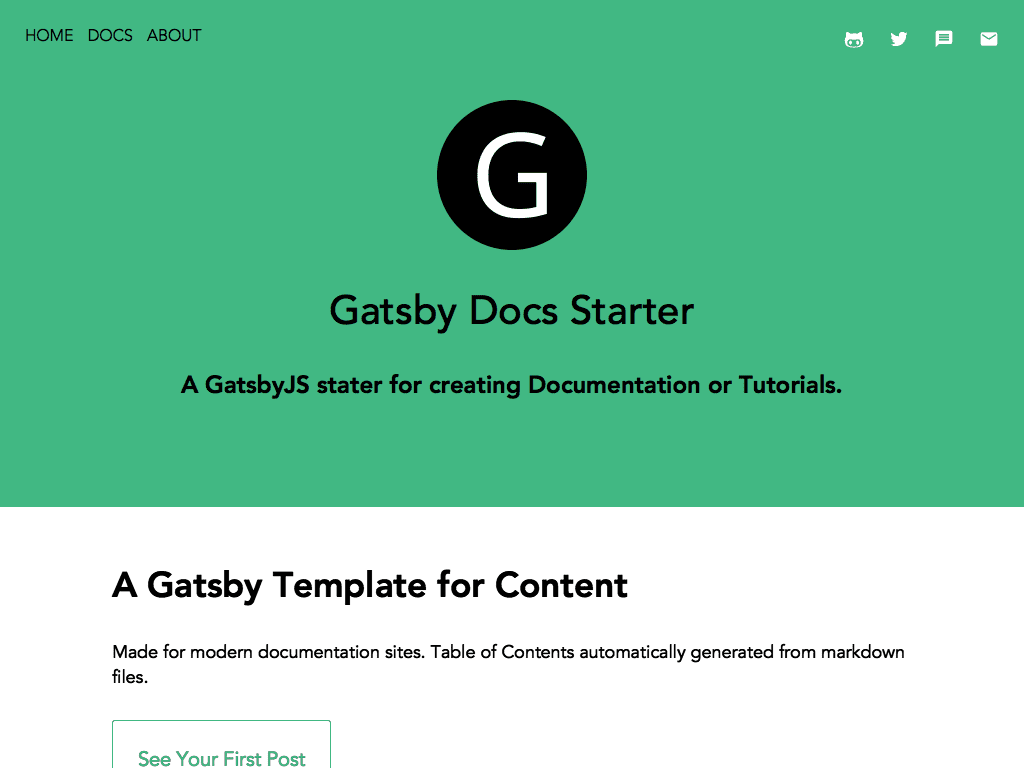 HOME DOCS ABOUT
G
Gatsby Docs Starter
A GatsbyJS stater for creating Documentation or Tutorials.
A Gatsby Template for Content
Made for modern documentation sites. Table of Contents automatically generated from markdown
files.
See Your First Post